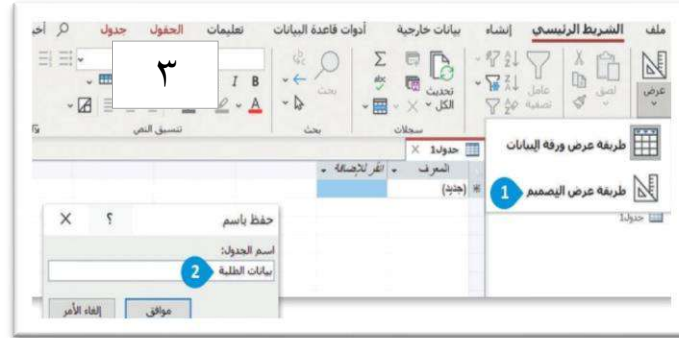 ملف الشريط الرئيسي إنشاء بيانات خارجية أدوات قاعدة البيانات تعليمات الحقول جدول
عرض
لصق
عامل تصفية
تحديث الكل
بحث
B I
A
٣
سجلات
بحث
تنسيق النص
طريقة عرض ورقة البيانات
جدول1
المعرف
انقر للإضافة
(جديد)
1 طريقة عرض التصميم
جدول1
حفظ باسم ؟ ×
اسم الجدول:
بيانات الطلبة 2
موافق إلغاء الأمر